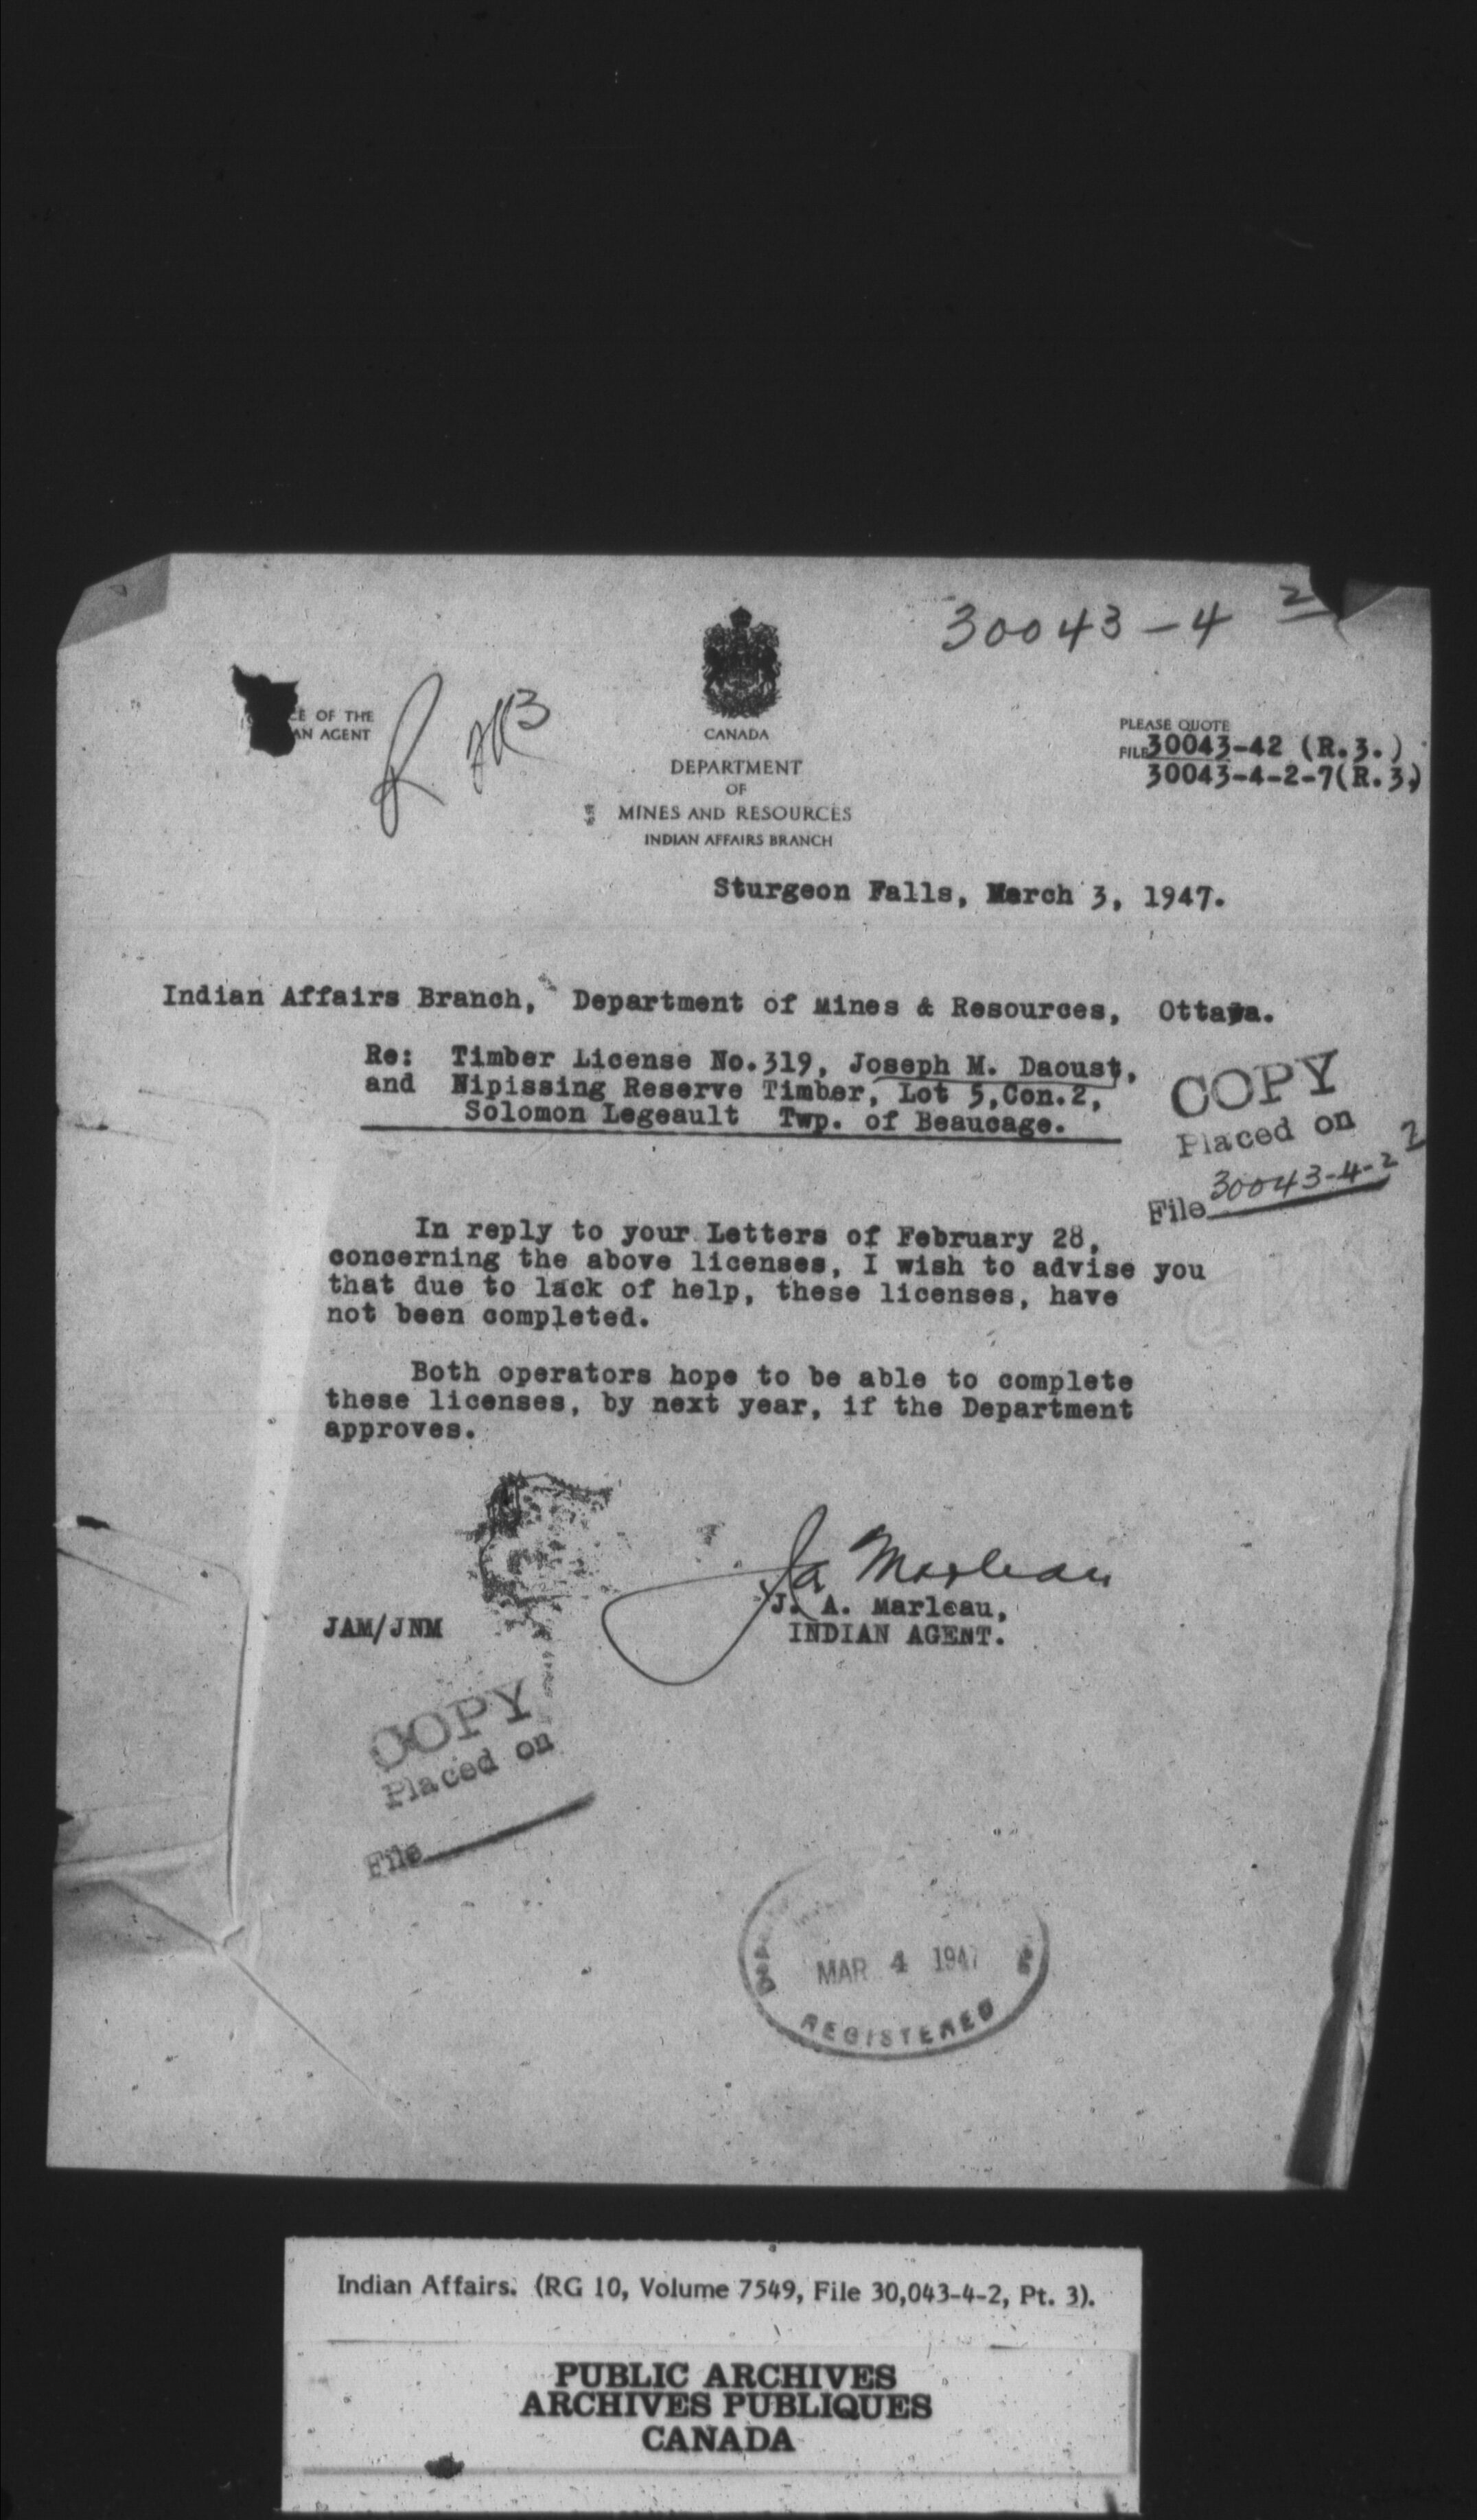 30043-4 2
CE OF THE
AN AGENT
CANADA
DEPARTMENT
OF
MINES AND RESOURCES
INDIAN AFFAIRS BRANCH
PLEASE QUOTE
FILE 30043-42 (R.3.)
30043-4-2-7(R.3.)
Sturgeon Falls, March 3, 1947.
Indian Affairs Branch, Department of Mines & Resources, Ottawa.
Re: Timber License No.319, Joseph M. Daoust,
and Nipissing Reserve Timber, Lot 5,Con.2,
Solomon Legeault Twp. of Beaucage.
COPY
Placed on
File 30043-4-2 2
In reply to your Letters of February 28,
concerning the above licenses, I wish to advise you
that due to lack of help, these licenses, have
not been completed.
Both operators hope to be able to complete
these licenses, by next year, if the Department
approves.
Ja Marleau
J. A. Marleau,
INDIAN AGENT.
JAM/JNM
COPY
Placed on
File
MAR 4 1947
REGISTERED
Indian Affairs. (RG 10, Volume 7549, File 30,043-4-2, Pt. 3).
PUBLIC ARCHIVES
ARCHIVES PUBLIQUES
CANADA